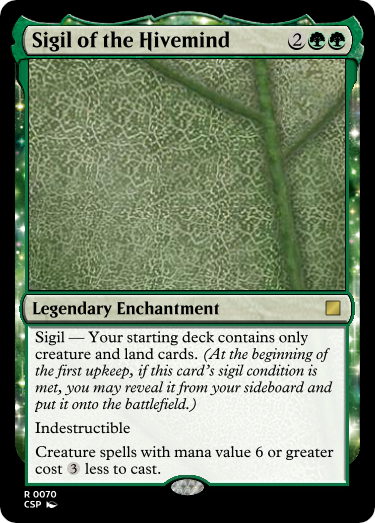 Sigil of the Hivemind 2
Legendary Enchantment
Sigil — Your starting deck contains only
creature and land cards. (At the beginning of
the first upkeep, if this card's sigil condition is
met, you may reveal it from your sideboard and
put it onto the battlefield.)
Indestructible
Creature spells with mana value 6 or greater
cost 3 less to cast.
R 0070
CSP